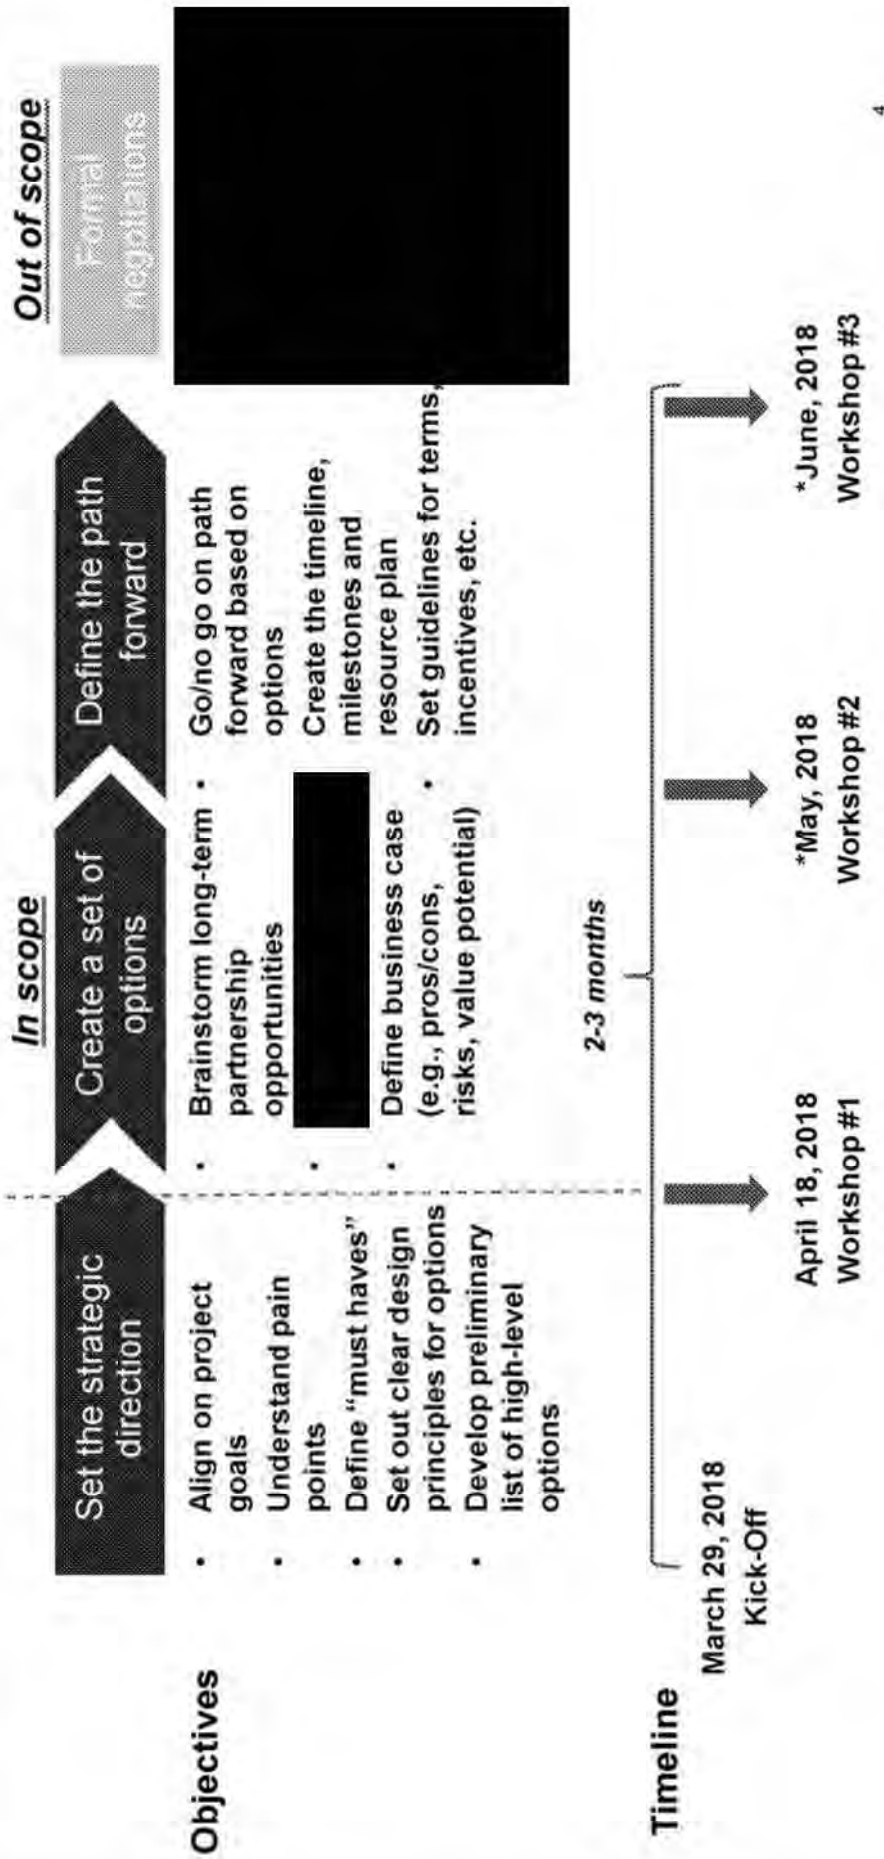 In scope
Out of scope
Set the strategic
direction
Create a set of
options
Define the path
forward
Formal
negotiations
Objectives
• Align on project
goals
• Understand pain
points
• Define “must haves”
• Set out clear design
principles for options
• Develop preliminary
list of high-level
options
• Brainstorm long-term
partnership
opportunities
•
• Define business case
(e.g., pros/cons,
risks, value potential)
• Go/no go on path
forward based on
options
Create the timeline,
milestones and
resource plan
• Set guidelines for terms,
incentives, etc.
2-3 months
Timeline
March 29, 2018
Kick-Off
April 18, 2018
Workshop #1
*May, 2018
Workshop #2
*June, 2018
Workshop #3
4